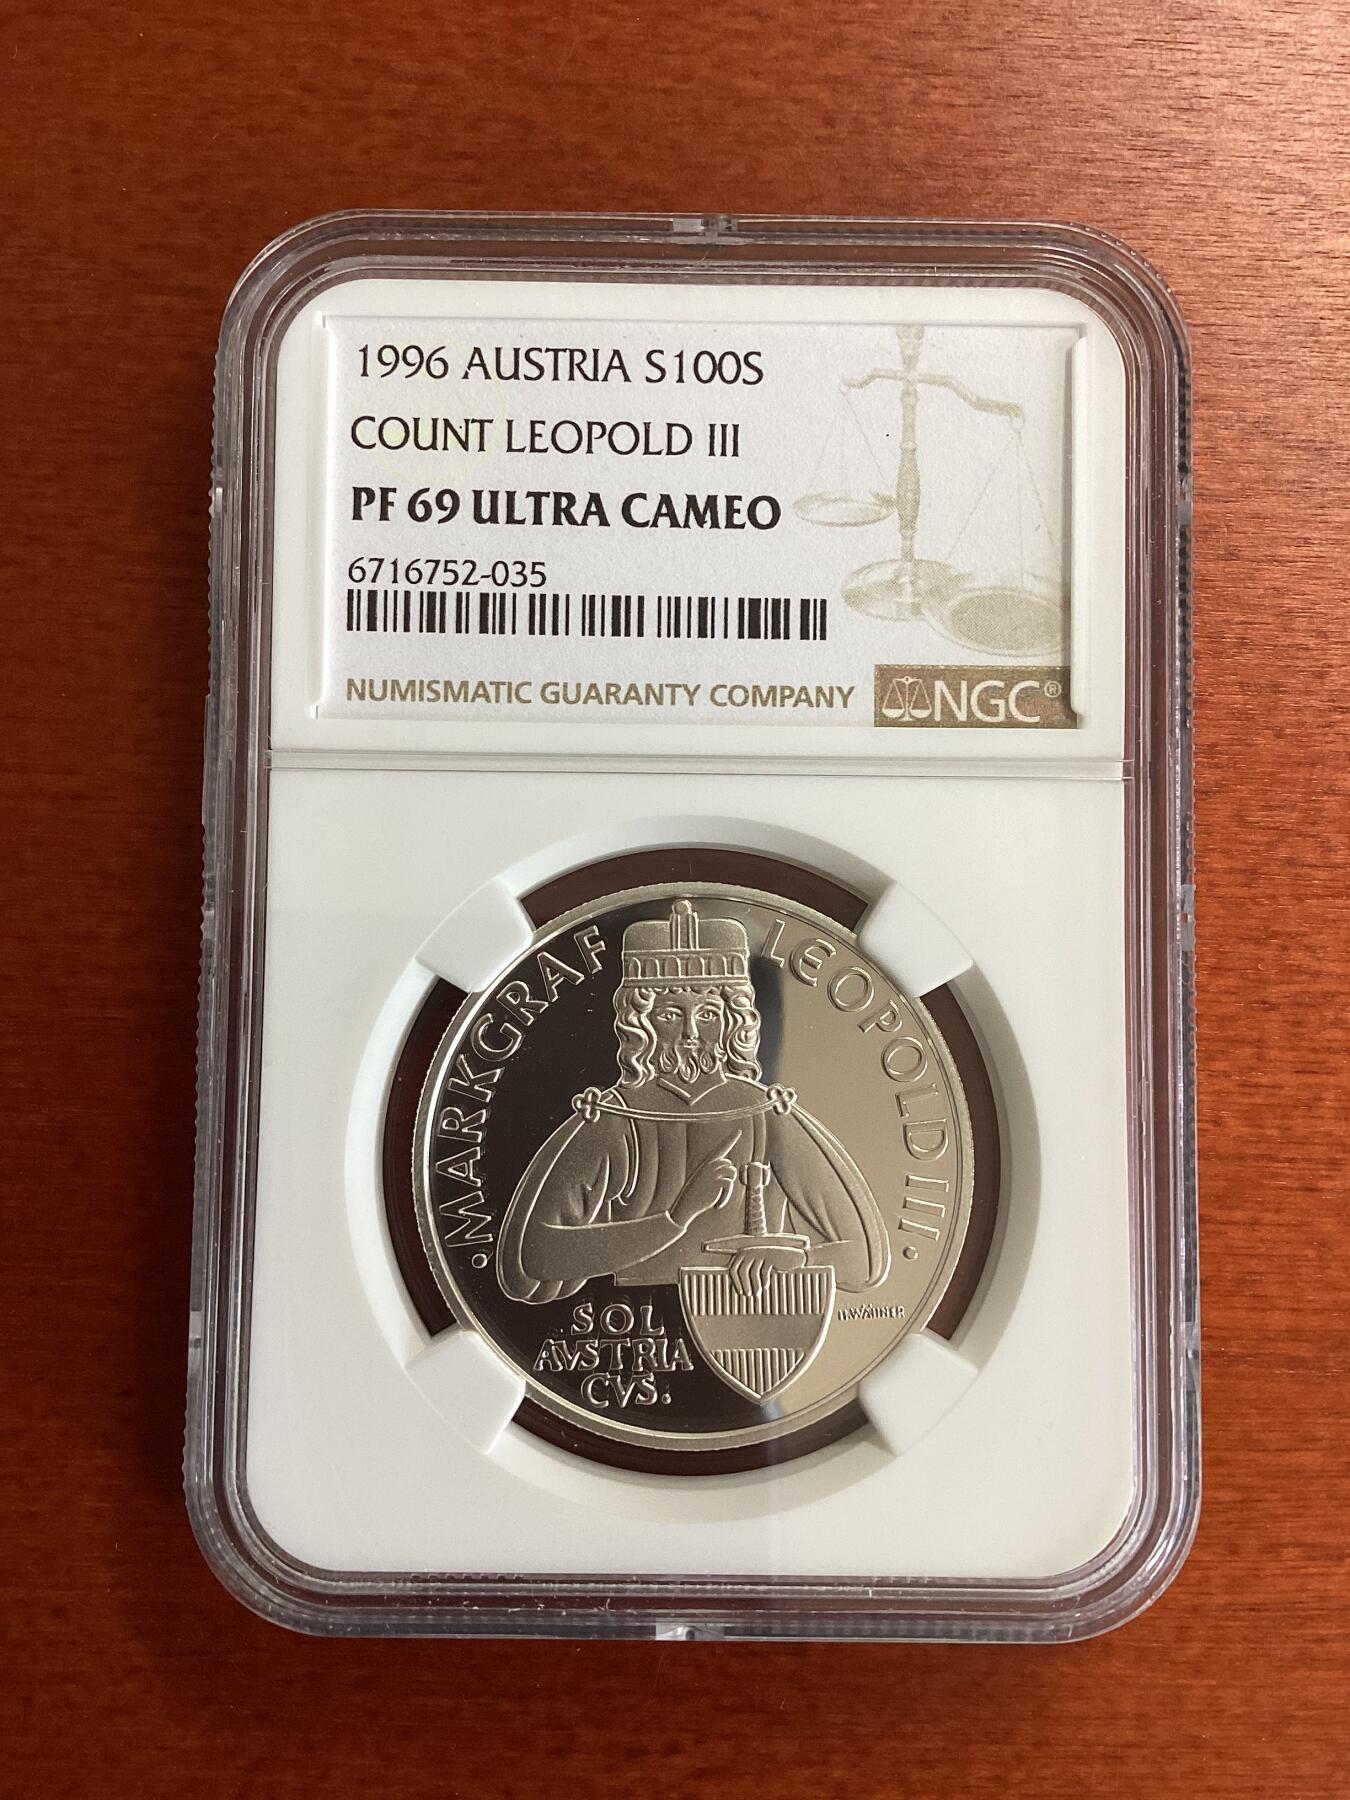 1996 AUSTRIA S100S
COUNT LEOPOLD III
PF 69 ULTRA CAMEO
6716752-035
NUMISMATIC GUARANTY COMPANY
NGC®
·MARKGRAF LEOPOLD III·
SOL
AVSTRIA
CVS.